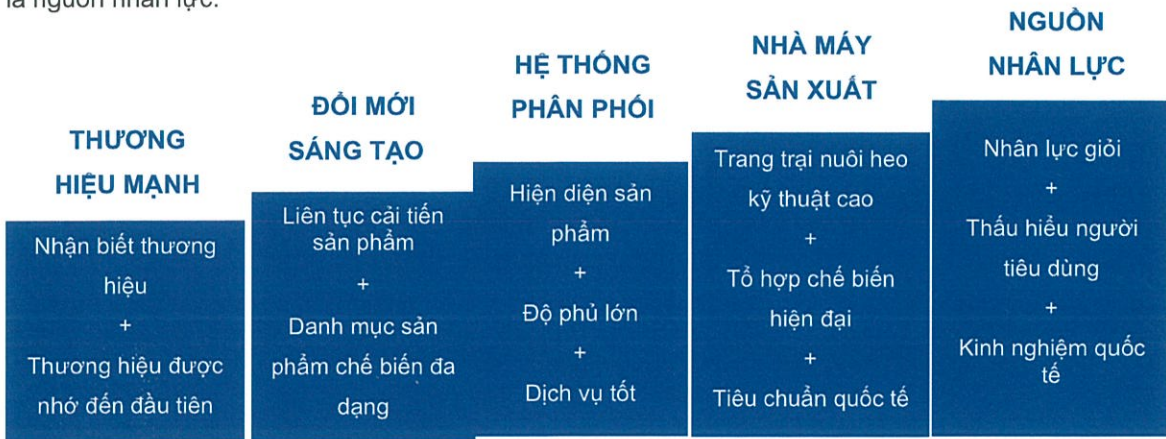 là nguồn nhân lực.
THƯƠNG
HIỆU MẠNH
Nhận biết thương
hiệu
+
Thương hiệu được
nhớ đến đầu tiên
ĐỔI MỚI
SÁNG TẠO
Liên tục cải tiến
sản phẩm
+
Danh mục sản
phẩm chế biến đa
dạng
HỆ THỐNG
PHÂN PHỐI
Hiện diện sản
phẩm
+
Độ phủ lớn
+
Dịch vụ tốt
NHÀ MÁY
SẢN XUẤT
Trang trại nuôi heo
kỹ thuật cao
+
Tổ hợp chế biến
hiện đại
+
Tiêu chuẩn quốc tế
NGUỒN
NHÂN LỰC
Nhân lực giỏi
+
Thấu hiểu người
tiêu dùng
+
Kinh nghiệm quốc
tế